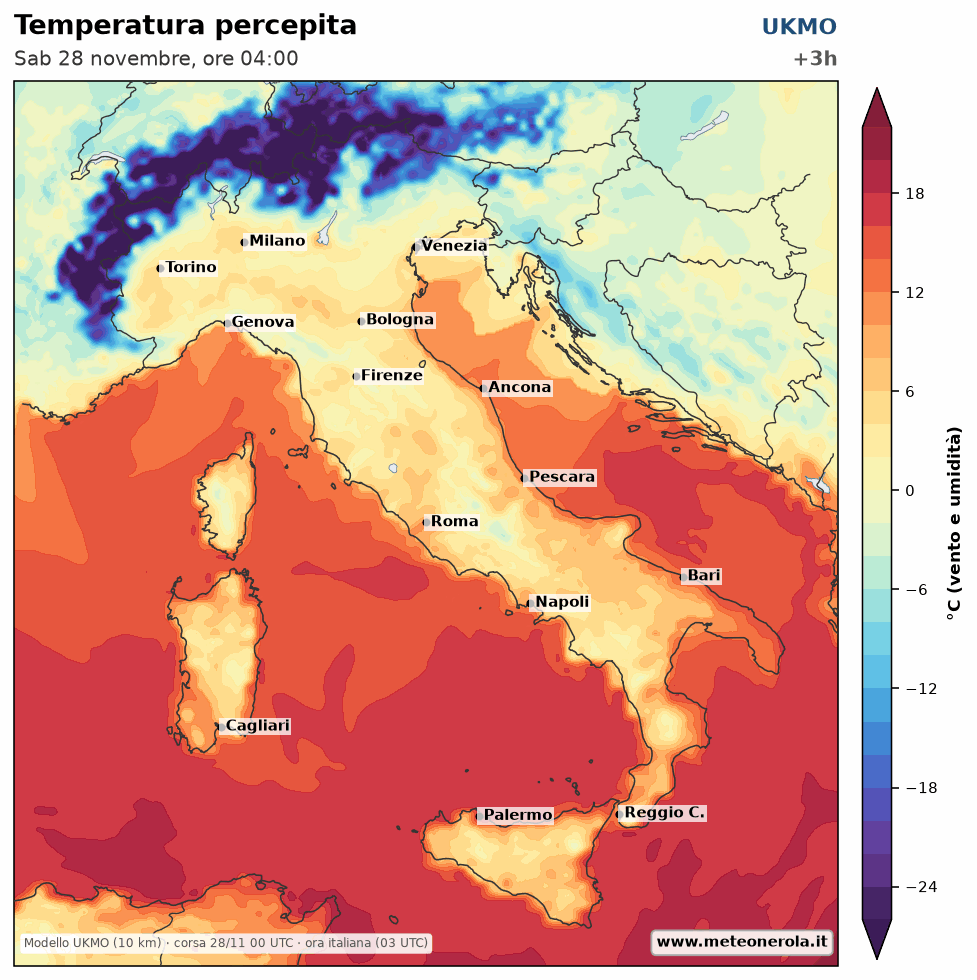 Temperatura percepita
UKMO
Sab 28 novembre, ore 04:00
+3h
Milano
Venezia
Torino
Genova
Bologna
Firenze
Ancona
Pescara
Roma
Bari
Napoli
Cagliari
Palermo
Reggio C.
18
12
6
0
−6
−12
−18
−24
°C (vento e umidità)
Modello UKMO (10 km) · corsa 28/11 00 UTC · ora italiana (03 UTC)
www.meteonerola.it